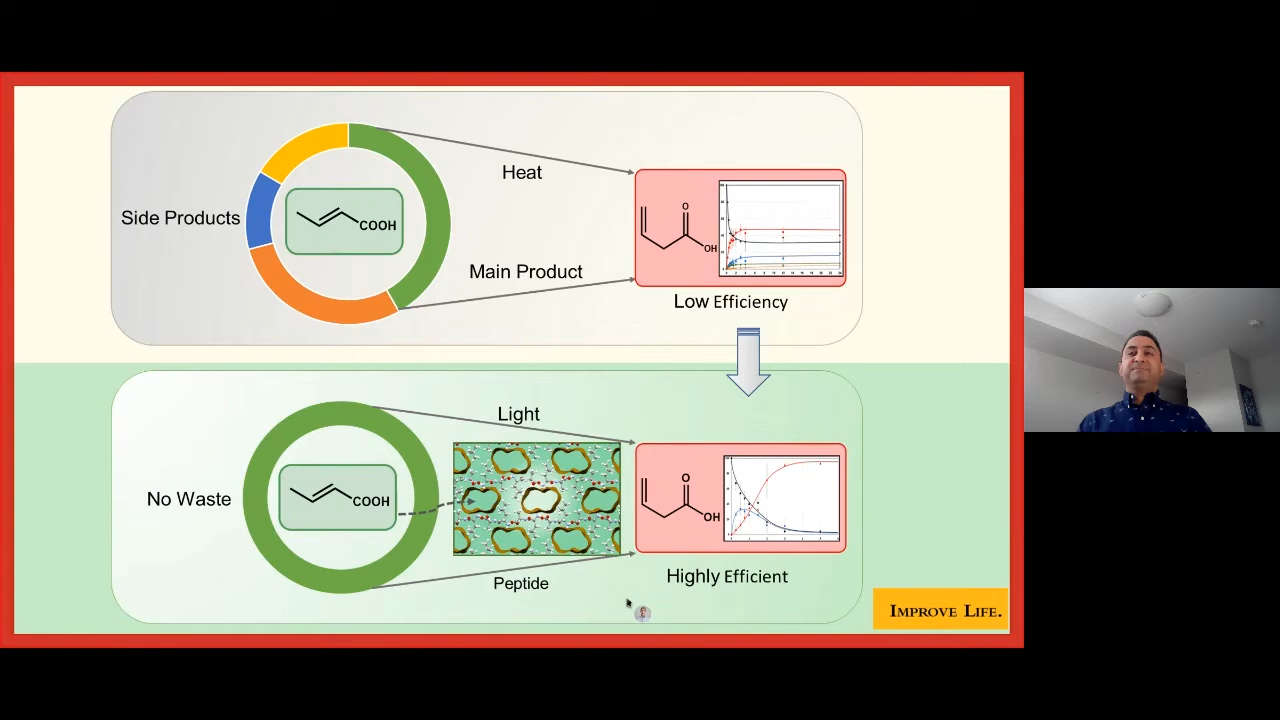 Heat
Side Products
COOH
O
OH
Main Product
Low Efficiency
Light
No Waste
COOH
O
OH
Peptide
Highly Efficient
IMPROVE LIFE.